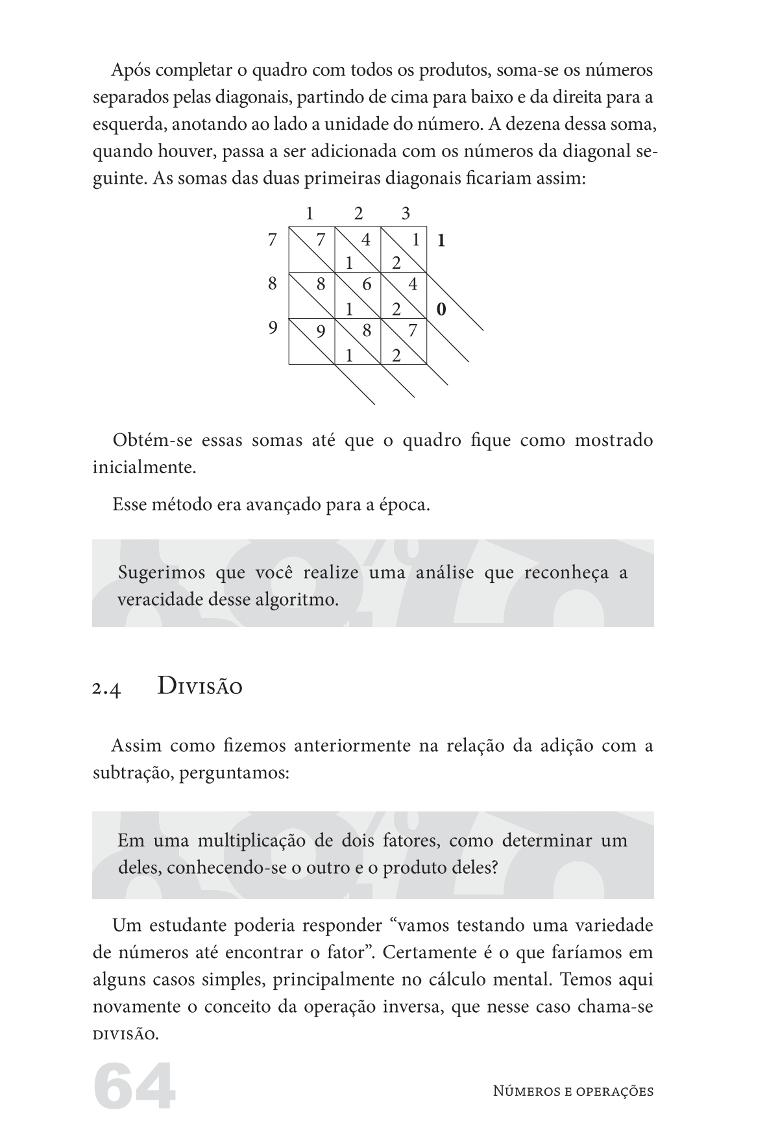 Após completar o quadro com todos os produtos, soma-se os números
separados pelas diagonais, partindo de cima para baixo e da direita para a
esquerda, anotando ao lado a unidade do número. A dezena dessa soma,
quando houver, passa a ser adicionada com os números da diagonal se-
guinte. As somas das duas primeiras diagonais ficariam assim:
1 2 3
7 7 4 1 1
1 2
8 8 6 4
1 2 0
9 9 8 7
1 2
Obtém-se essas somas até que o quadro fique como mostrado
inicialmente.
Esse método era avançado para a época.
Sugerimos que você realize uma análise que reconheça a
veracidade desse algoritmo.
2.4 Divisão
Assim como fizemos anteriormente na relação da adição com a
subtração, perguntamos:
Em uma multiplicação de dois fatores, como determinar um
deles, conhecendo-se o outro e o produto deles?
Um estudante poderia responder “vamos testando uma variedade
de números até encontrar o fator”. Certamente é o que faríamos em
alguns casos simples, principalmente no cálculo mental. Temos aqui
novamente o conceito da operação inversa, que nesse caso chama-se
divisão.
64 Números e operações